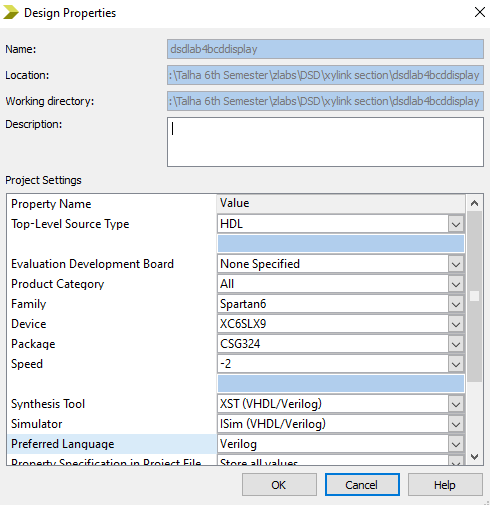 Design Properties
Name: dsdlab4bcddisplay
Location: :\Talha 6th Semester\zlabs\DSD\xylink section\dsdlab4bcddisplay
Working directory: :\Talha 6th Semester\zlabs\DSD\xylink section\dsdlab4bcddisplay
Description:
Project Settings
Property Name Value
Top-Level Source Type HDL
Evaluation Development Board None Specified
Product Category All
Family Spartan6
Device XC6SLX9
Package CSG324
Speed -2
Synthesis Tool XST (VHDL/Verilog)
Simulator ISim (VHDL/Verilog)
Preferred Language Verilog
Property Specification in Project File Store all values
OK Cancel Help